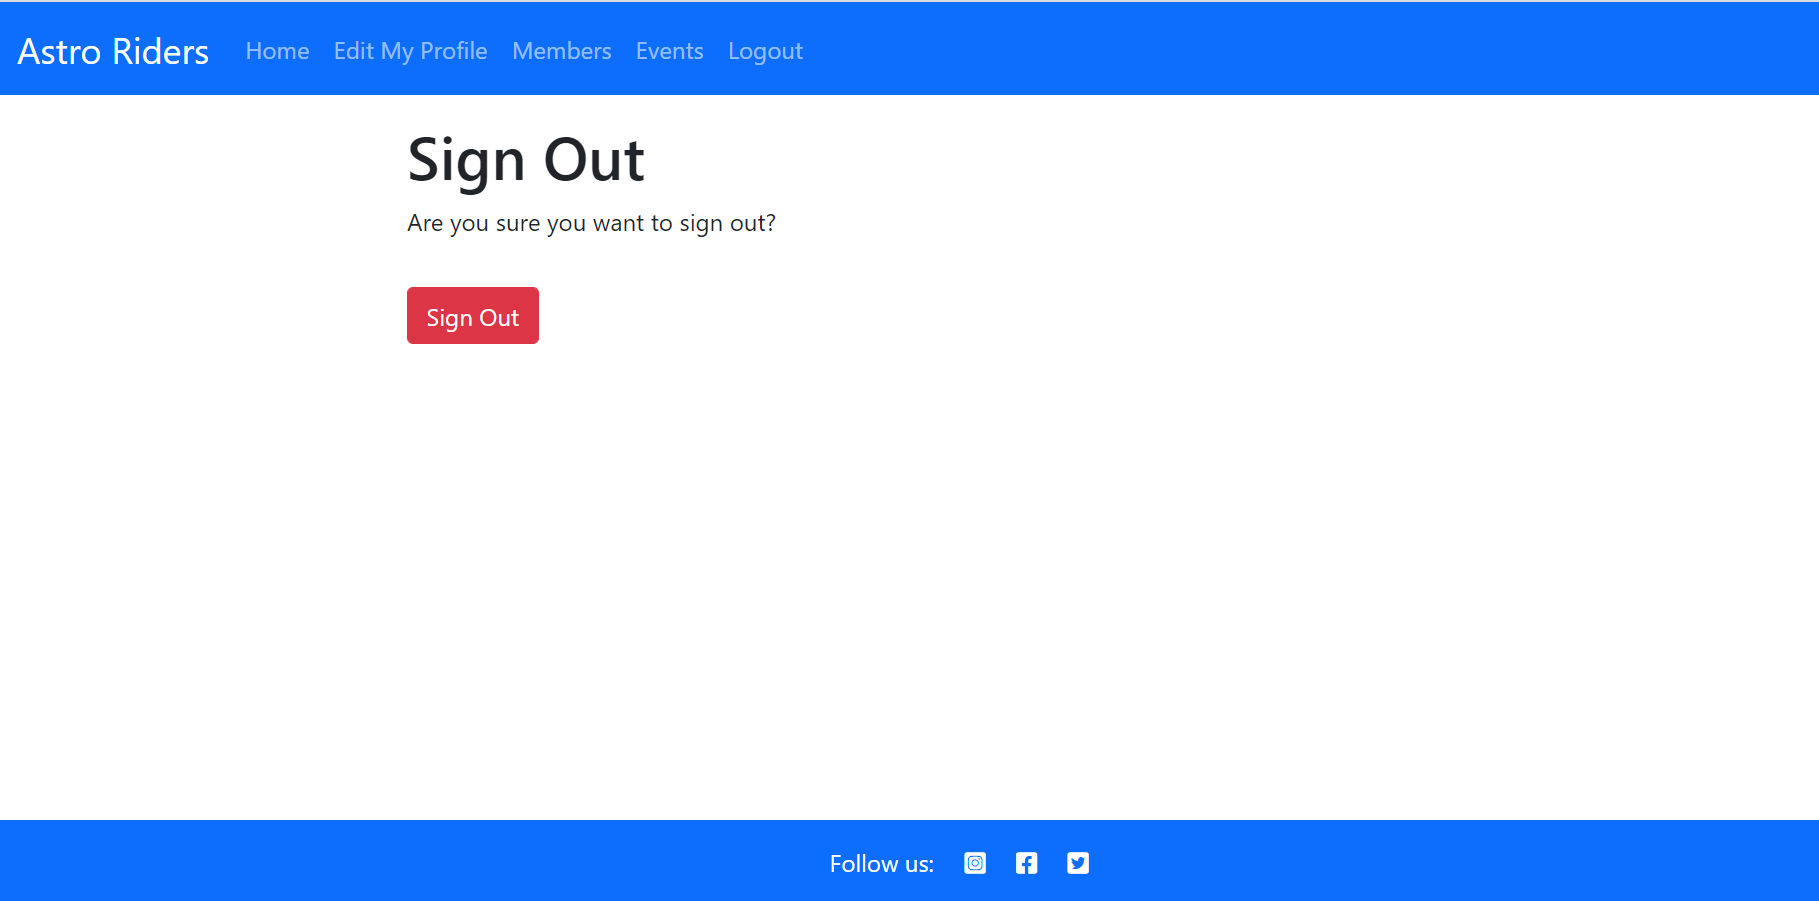 Astro Riders Home Edit My Profile Members Events Logout
Sign Out
Are you sure you want to sign out?
Sign Out
Follow us: